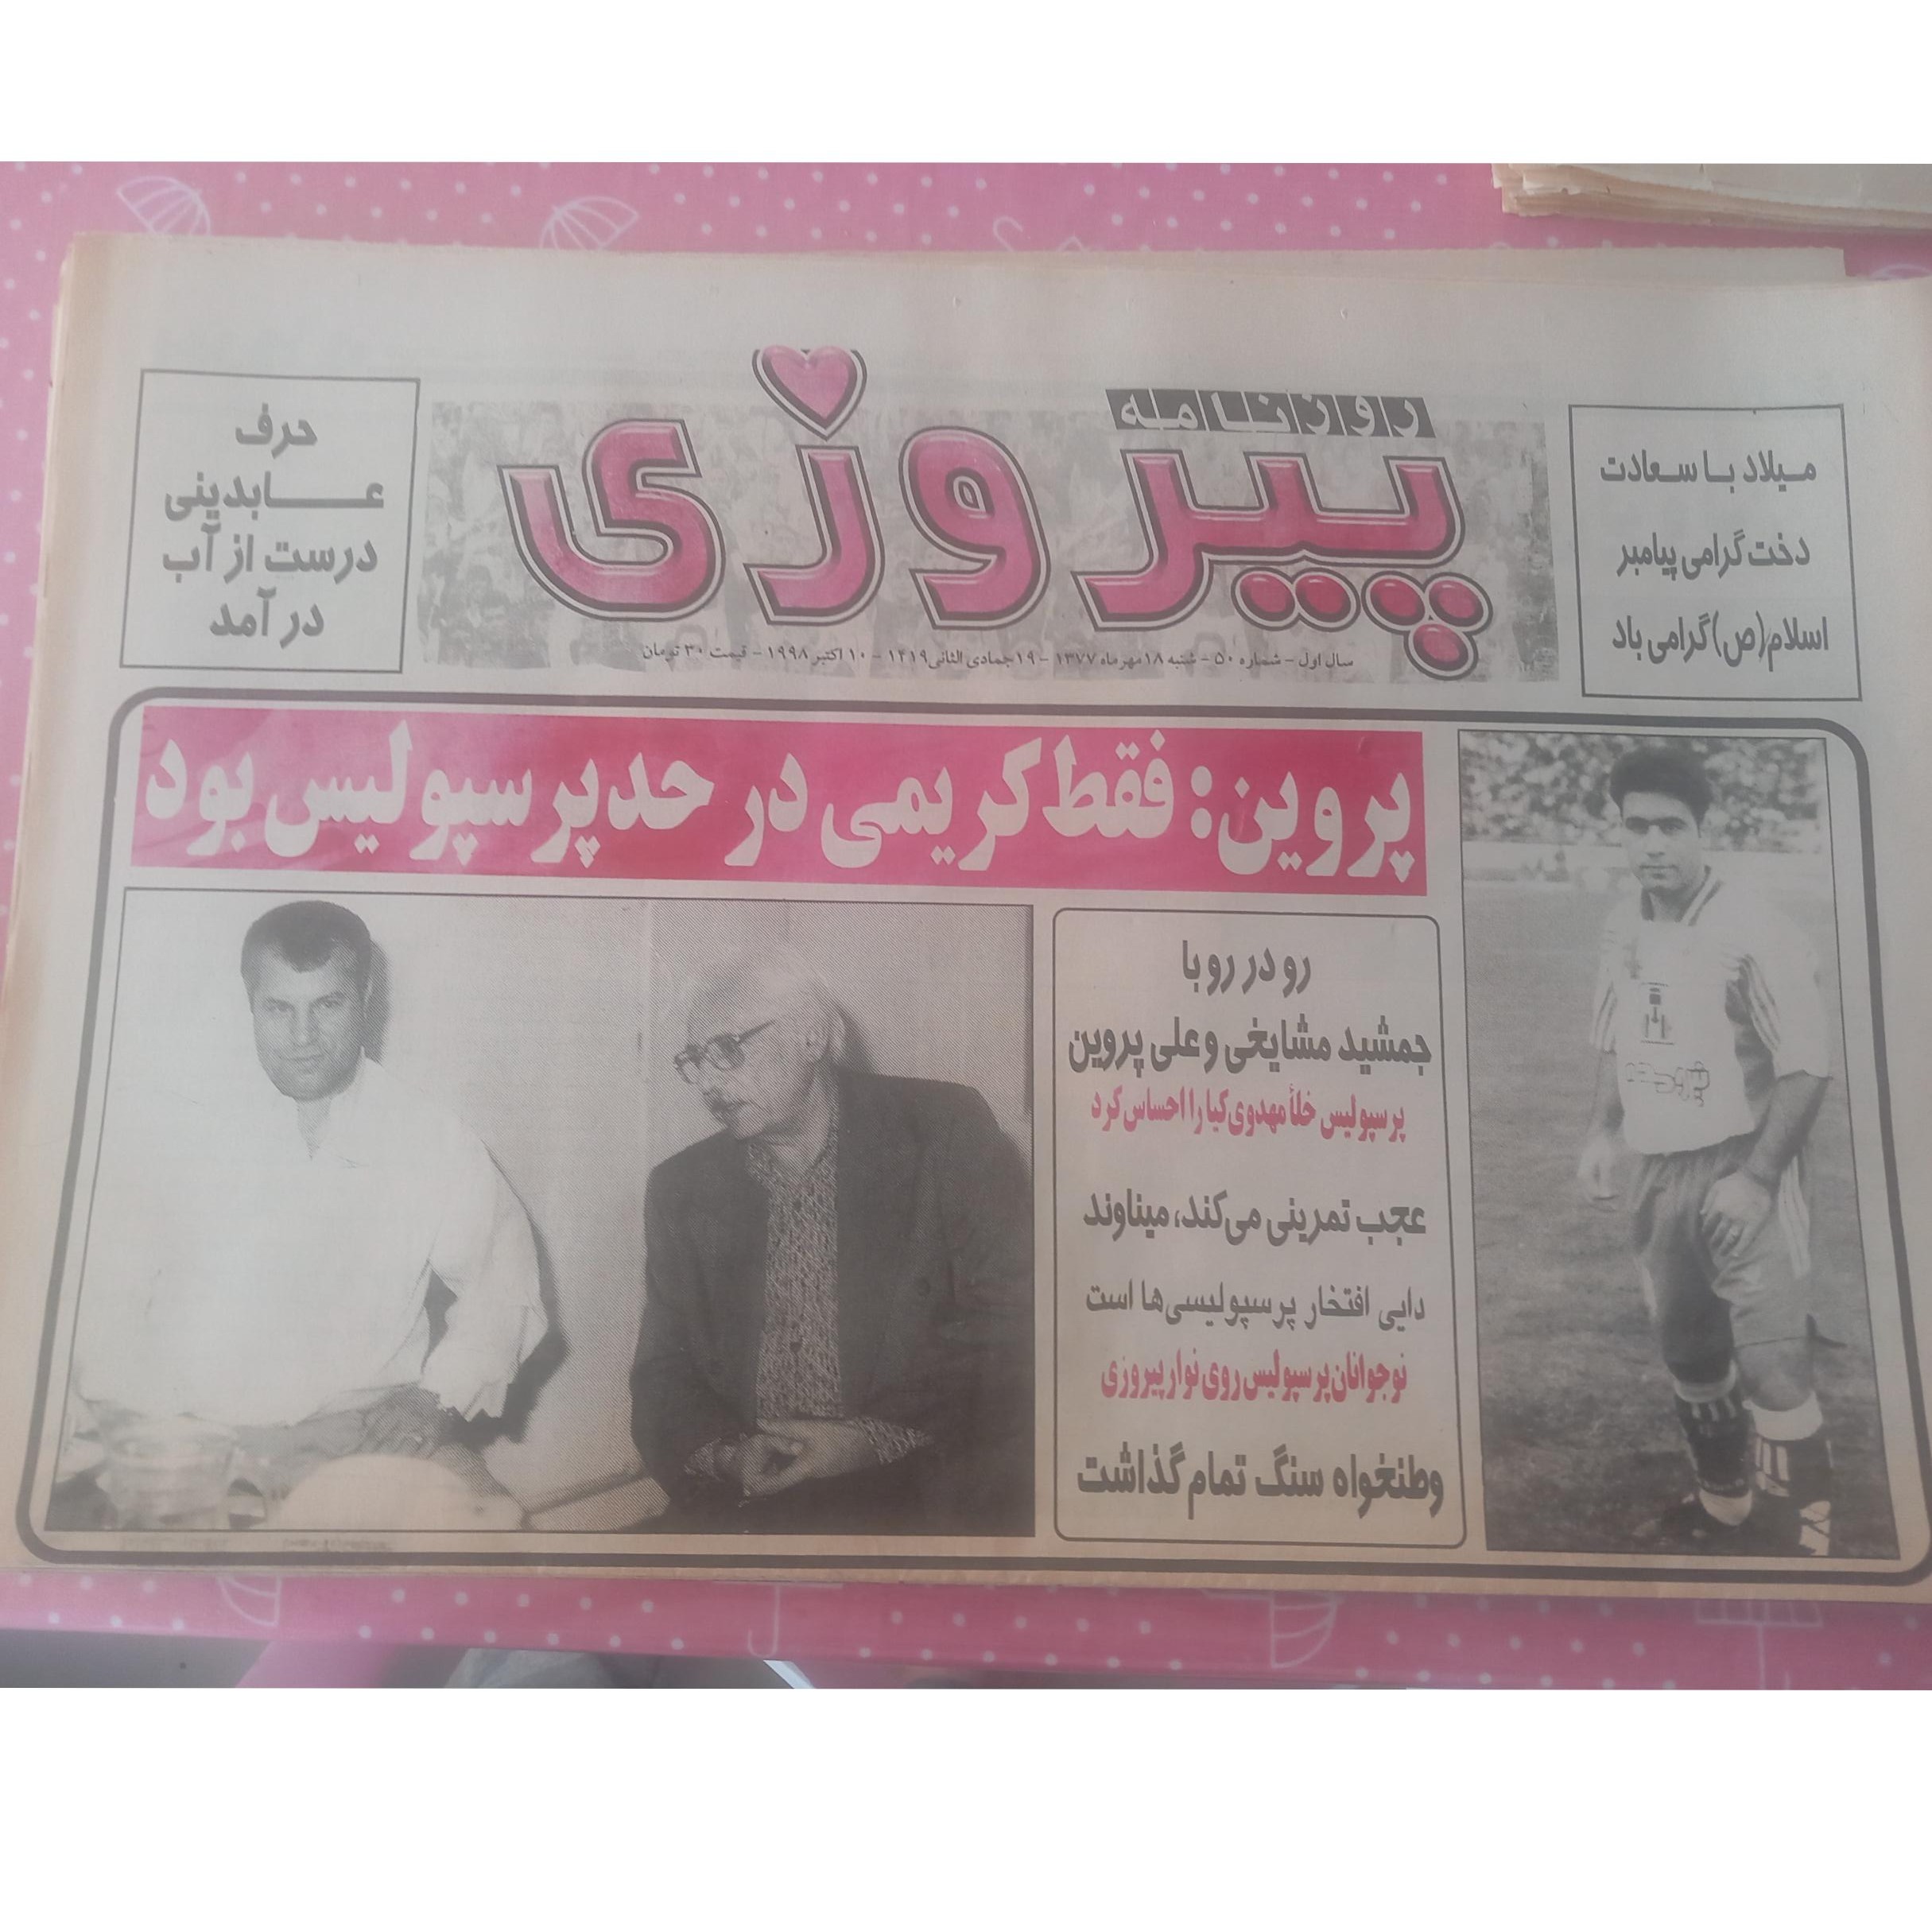 روزنامه
پیروزی
میلاد با سعادت
دخت گرامی پیامبر
اسلام(ص)گرامی باد
حرف
عابدینی
درست از آب
در آمد
سال اول - شماره ۵۰ - شنبه ۱۸ مهرماه ۱۳۷۷ - ۱۹ جمادی الثانی ۱۴۱۹ - ۱۰ اکتبر ۱۹۹۸ - قیمت ۳۰ تومان
پروین: فقط کریمی در حد پرسپولیس بود
رو در رو با
جمشید مشایخی و علی پروین
پرسپولیس خلأ مهدوی کیا را احساس کرد
عجب تمرینی می‌کند، میناوند
دایی افتخار پرسپولیسی‌ها است
نوجوانان پرسپولیس روی نوار پیروزی
وطنخواه سنگ تمام گذاشت